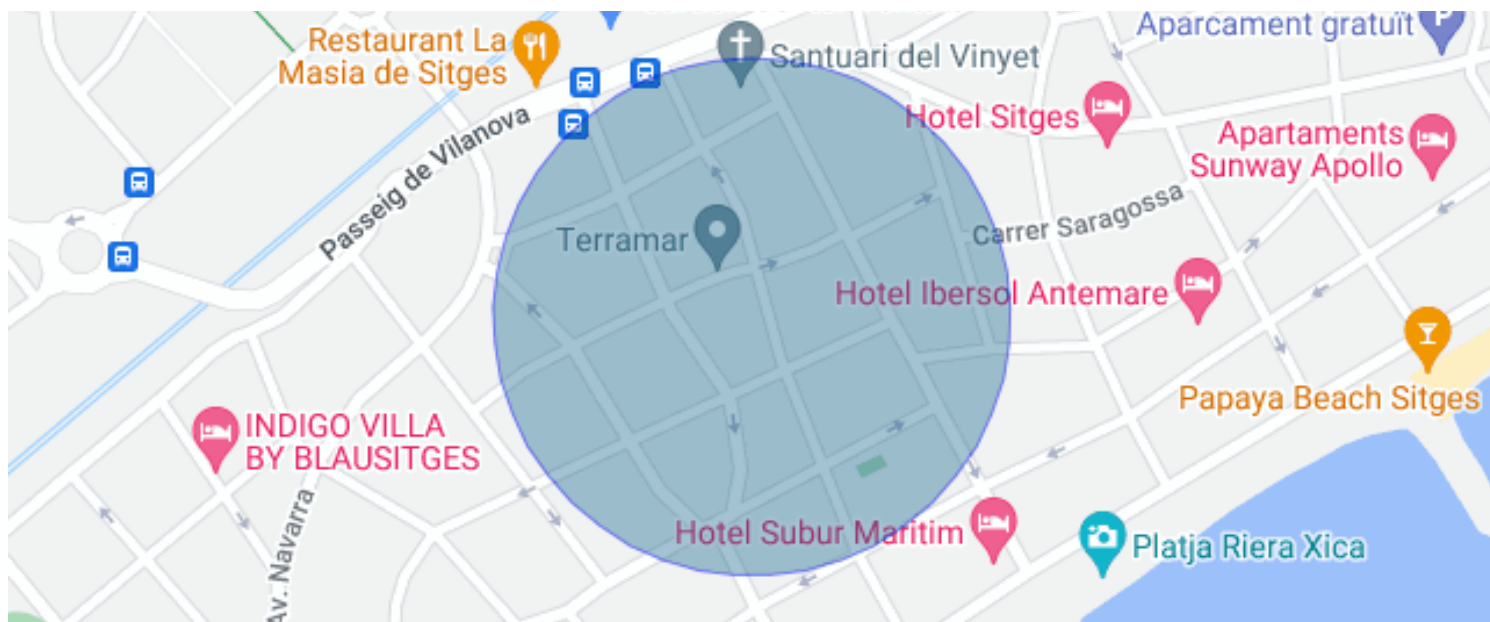 Restaurant La
Masia de Sitges
Santuari del Vinyet
Aparcament gratuït
P
Hotel Sitges
Apartaments
Sunway Apollo
Passeig de Vilanova
Carrer Saragossa
Terramar
Hotel Ibersol Antemare
Papaya Beach Sitges
INDIGO VILLA
BY BLAUSITGES
Av. Navarra
Hotel Subur Maritim
Platja Riera Xica